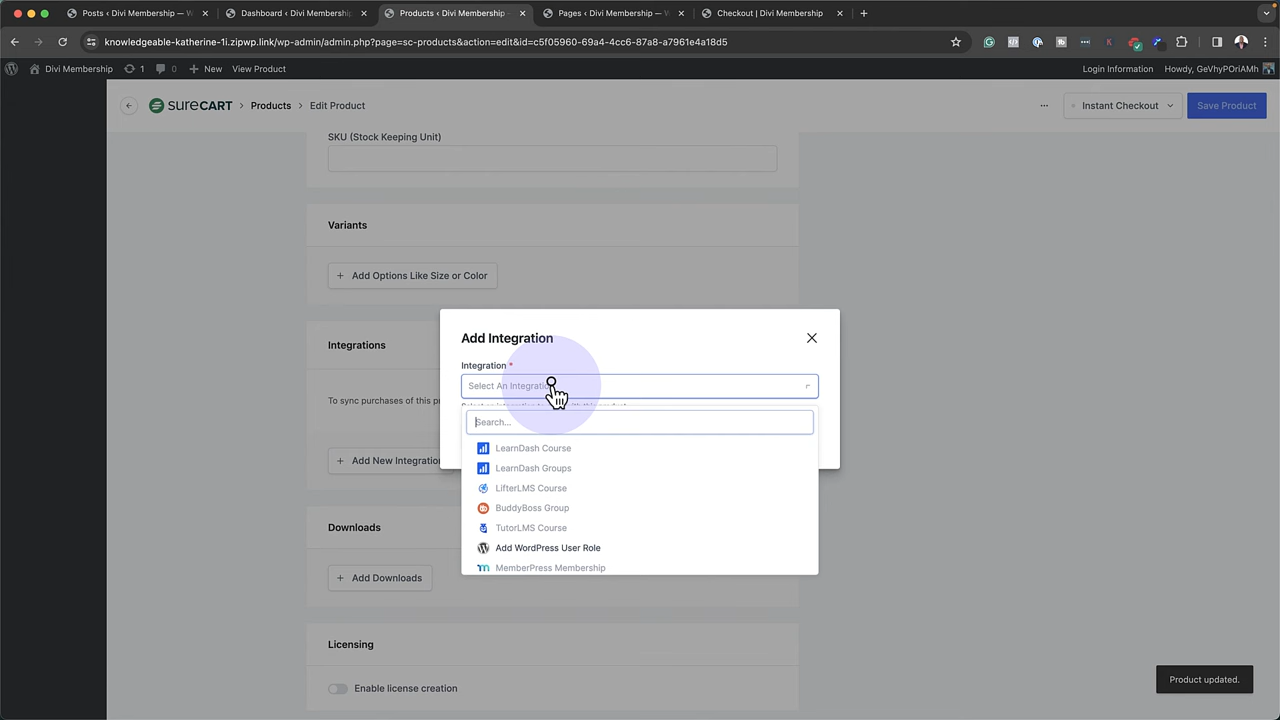 Posts ‹ Divi Membership — W
Dashboard ‹ Divi Membership
Products ‹ Divi Membership -
Pages ‹ Divi Membership — W
Checkout | Divi Membership
knowledgeable-katherine-1i.zipwp.link/wp-admin/admin.php?page=sc-products&action=edit&id=c5f05960-69a4-4cc6-87a8-a7961e4a18d5
Divi Membership 1 0 New View Product
Login Information Howdy, GeVhyPOriAMh
SURECART Products Edit Product
Instant Checkout Save Product
SKU (Stock Keeping Unit)
Variants
Add Options Like Size or Color
Integrations
To sync purchases of this pr
Add New Integration
Downloads
Add Downloads
Licensing
Enable license creation
Add Integration
Integration *
Select An Integration
Search...
LearnDash Course
LearnDash Groups
LifterLMS Course
BuddyBoss Group
TutorLMS Course
Add WordPress User Role
MemberPress Membership
Product updated.